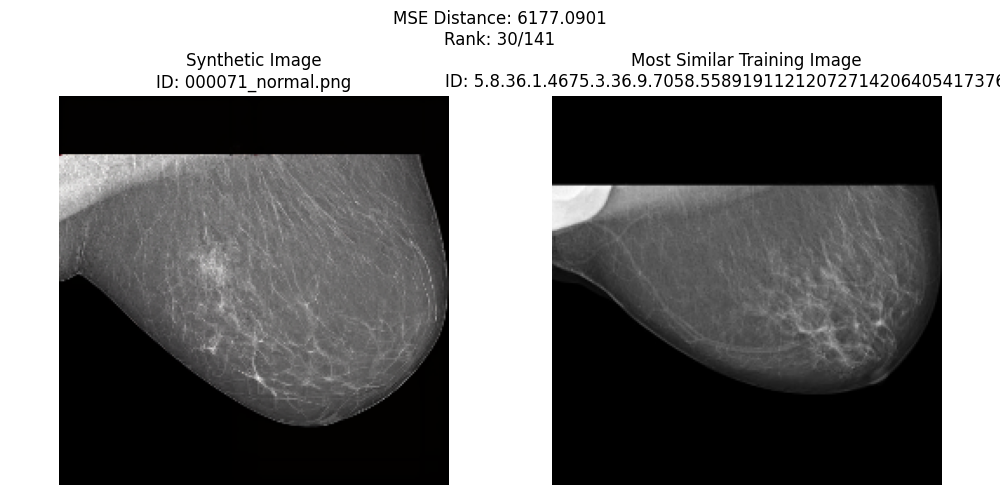 MSE Distance: 6177.0901
Rank: 30/141
Synthetic Image
ID: 000071_normal.png
Most Similar Training Image
ID: 5.8.36.1.4675.3.36.9.7058.55891911212072714206405417376